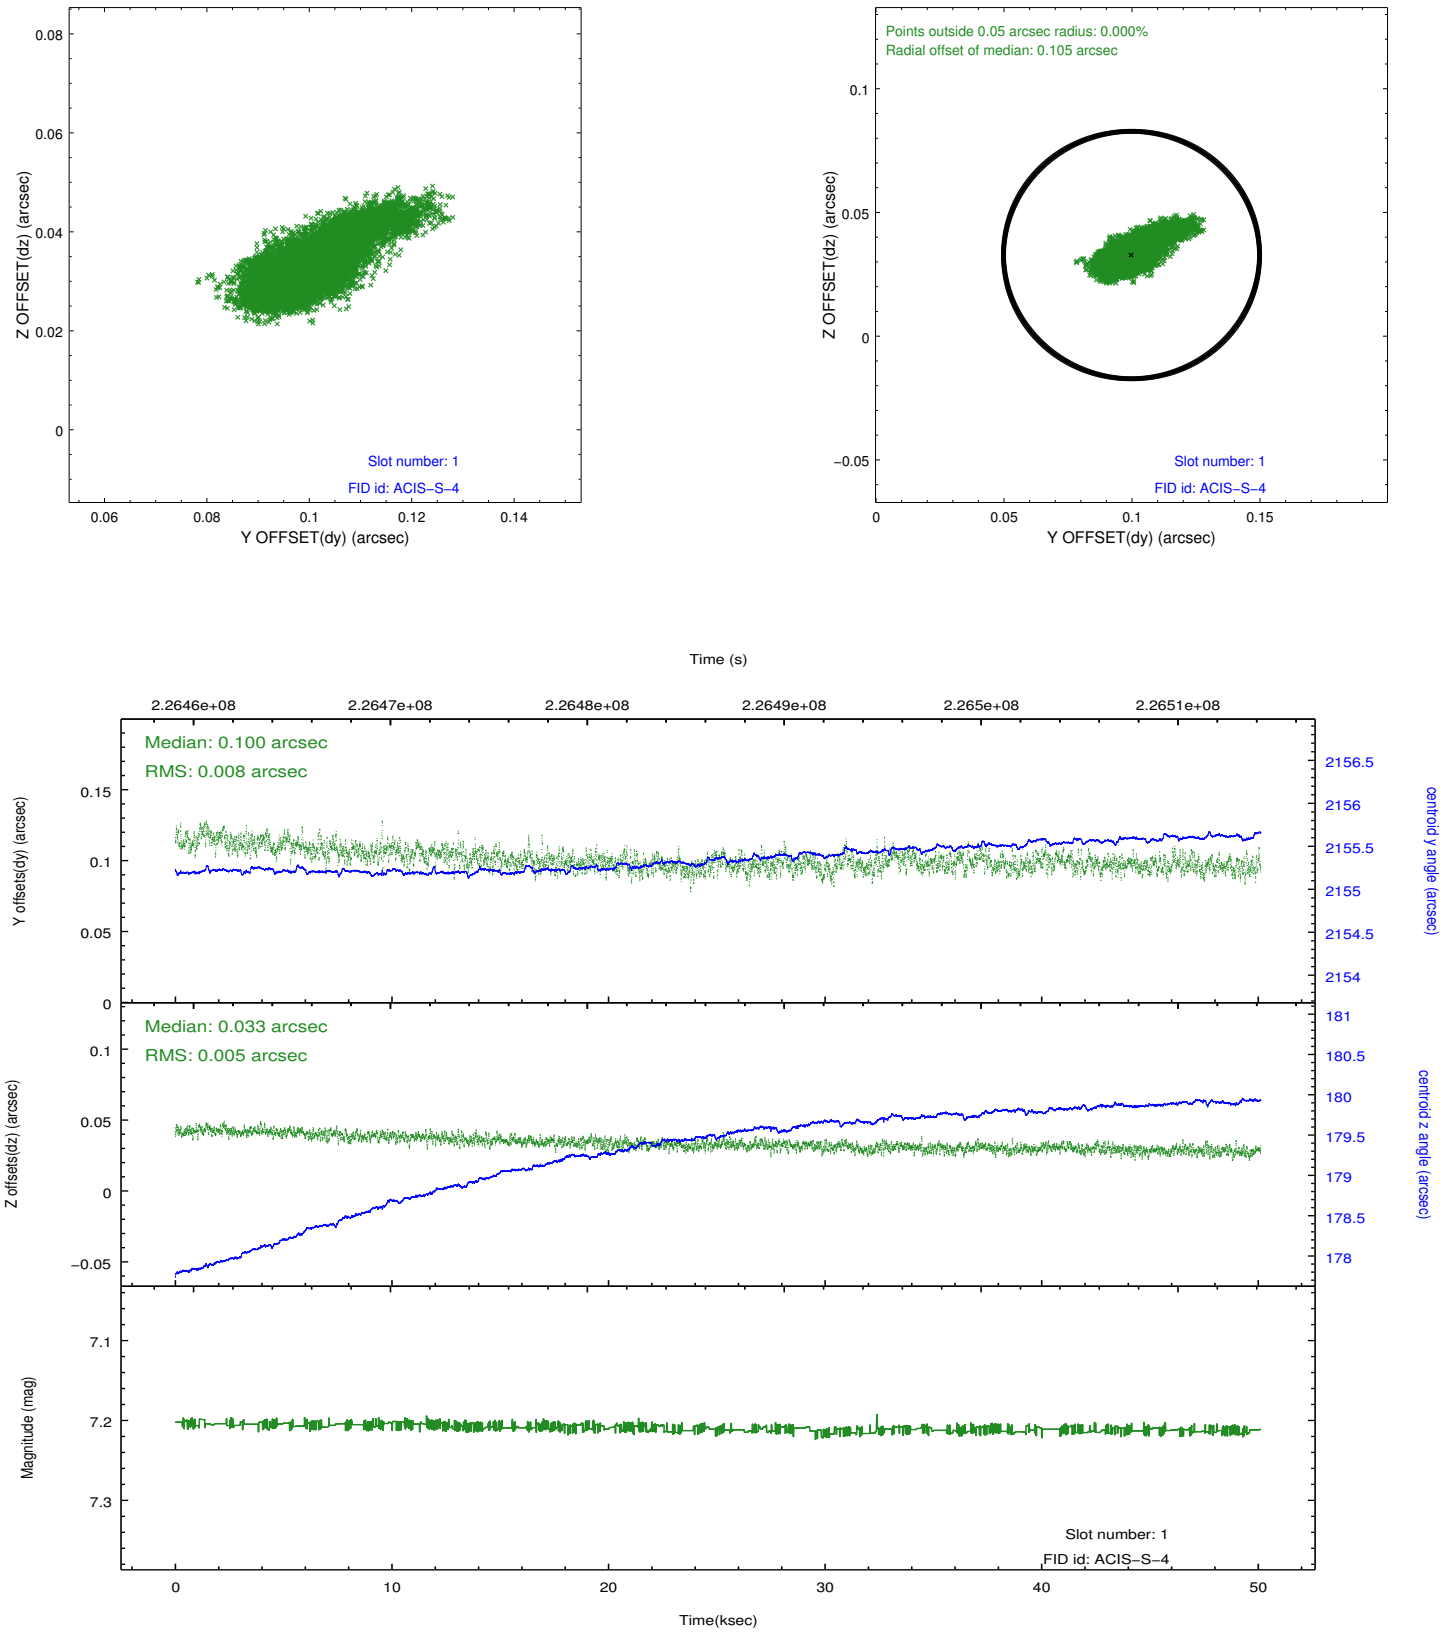 0.08
0.06
0.04
0.02
0
0.06
0.08
0.1
0.12
0.14
Z OFFSET(dz) (arcsec)
Y OFFSET(dy) (arcsec)
Slot number: 1
FID id: ACIS−S−4
Points outside 0.05 arcsec radius: 0.000%
Radial offset of median: 0.105 arcsec
0.1
0.05
0
−0.05
0
0.05
0.1
0.15
Z OFFSET(dz) (arcsec)
Y OFFSET(dy) (arcsec)
Slot number: 1
FID id: ACIS−S−4
Time (s)
2.2646e+08
2.2647e+08
2.2648e+08
2.2649e+08
2.265e+08
2.2651e+08
Median: 0.100 arcsec
RMS: 0.008 arcsec
0.15
0.1
0.05
0
Y offsets(dy) (arcsec)
2156.5
2156
2155.5
2155
2154.5
2154
centroid y angle (arcsec)
Median: 0.033 arcsec
RMS: 0.005 arcsec
0.1
0.05
0
−0.05
Z offsets(dz) (arcsec)
181
180.5
180
179.5
179
178.5
178
centroid z angle (arcsec)
7.1
7.2
7.3
Magnitude (mag)
Slot number: 1
FID id: ACIS−S−4
0
10
20
30
40
50
Time(ksec)